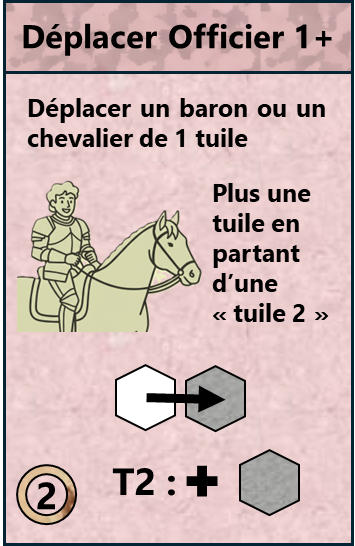 Déplacer Officier 1+
Déplacer un baron ou un
chevalier de 1 tuile
Plus une
tuile en
partant
d’une
« tuile 2 »
2
T2 : +